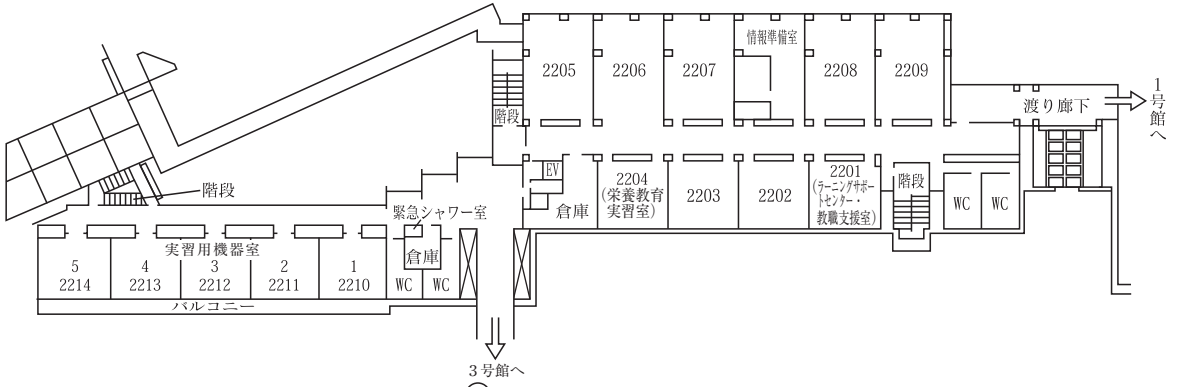 情報準備室
2205
2206
2207
2208
2209
階段
渡り廊下
1号館へ
EV
倉庫
2204
(栄養教育
実習室)
2203
2202
2201
(ラーニングサポー
トセンター・
教職支援室)
階段
WC
WC
階段
緊急シャワー室
倉庫
実習用機器室
5
2214
4
2213
3
2212
2
2211
1
2210
WC
WC
バルコニー
3号館へ